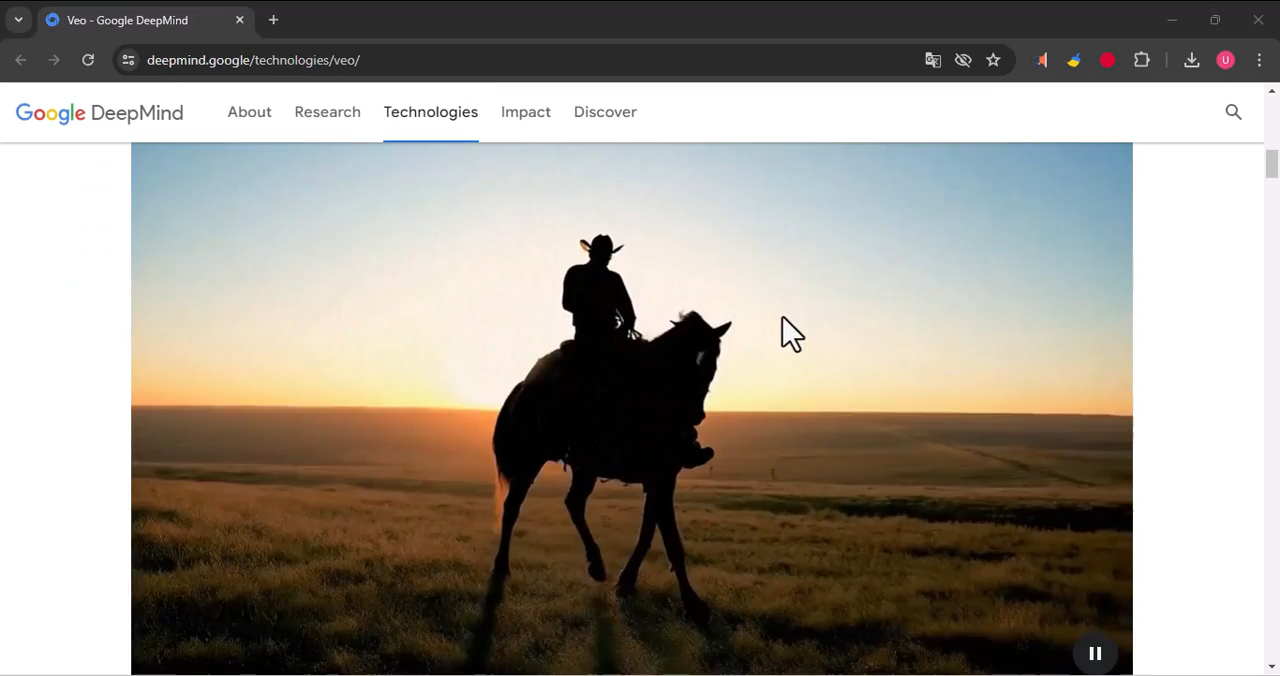 Veo - Google DeepMind
deepmind.google/technologies/veo/
U
Google DeepMind
About
Research
Technologies
Impact
Discover